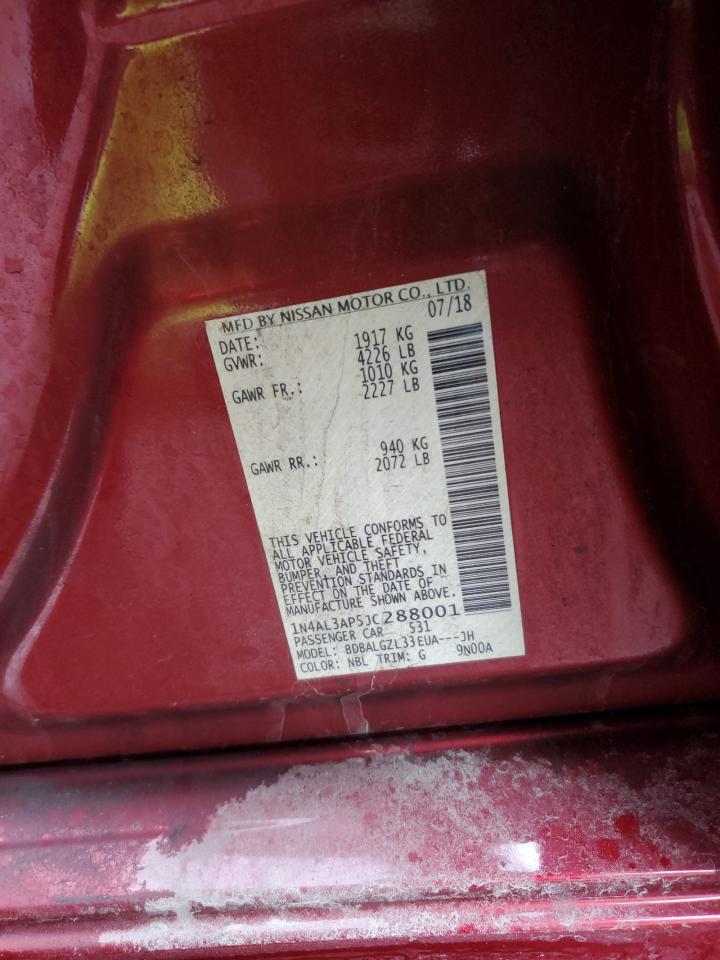 MFD BY NISSAN MOTOR CO., LTD.
DATE: 07/18
GVWR: 1917 KG
4226 LB
GAWR FR.: 1010 KG
2227 LB
GAWR RR.: 940 KG
2072 LB
THIS VEHICLE CONFORMS TO
ALL APPLICABLE FEDERAL
MOTOR VEHICLE SAFETY,
BUMPER, AND THEFT
PREVENTION STANDARDS IN
EFFECT ON THE DATE OF
MANUFACTURE SHOWN ABOVE.
1N4AL3AP5JC288001
PASSENGER CAR 531
MODEL: BDBALGZL33EUA---JH
COLOR: NBL TRIM: G 9N00A